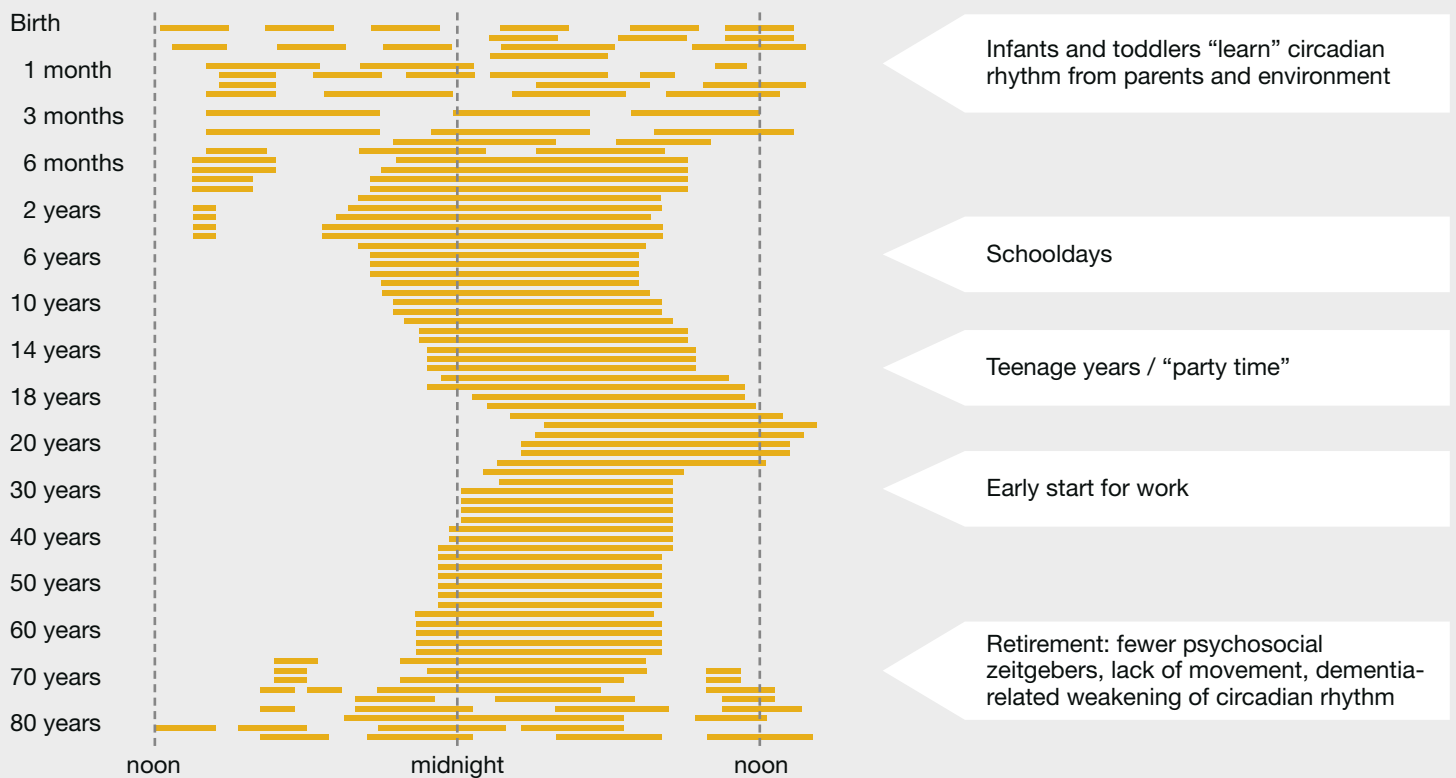 Birth
1 month
3 months
6 months
2 years
6 years
10 years
14 years
18 years
20 years
30 years
40 years
50 years
60 years
70 years
80 years
noon
midnight
noon
Infants and toddlers “learn” circadian
rhythm from parents and environment
Schooldays
Teenage years / “party time”
Early start for work
Retirement: fewer psychosocial
zeitgebers, lack of movement, dementia-
related weakening of circadian rhythm